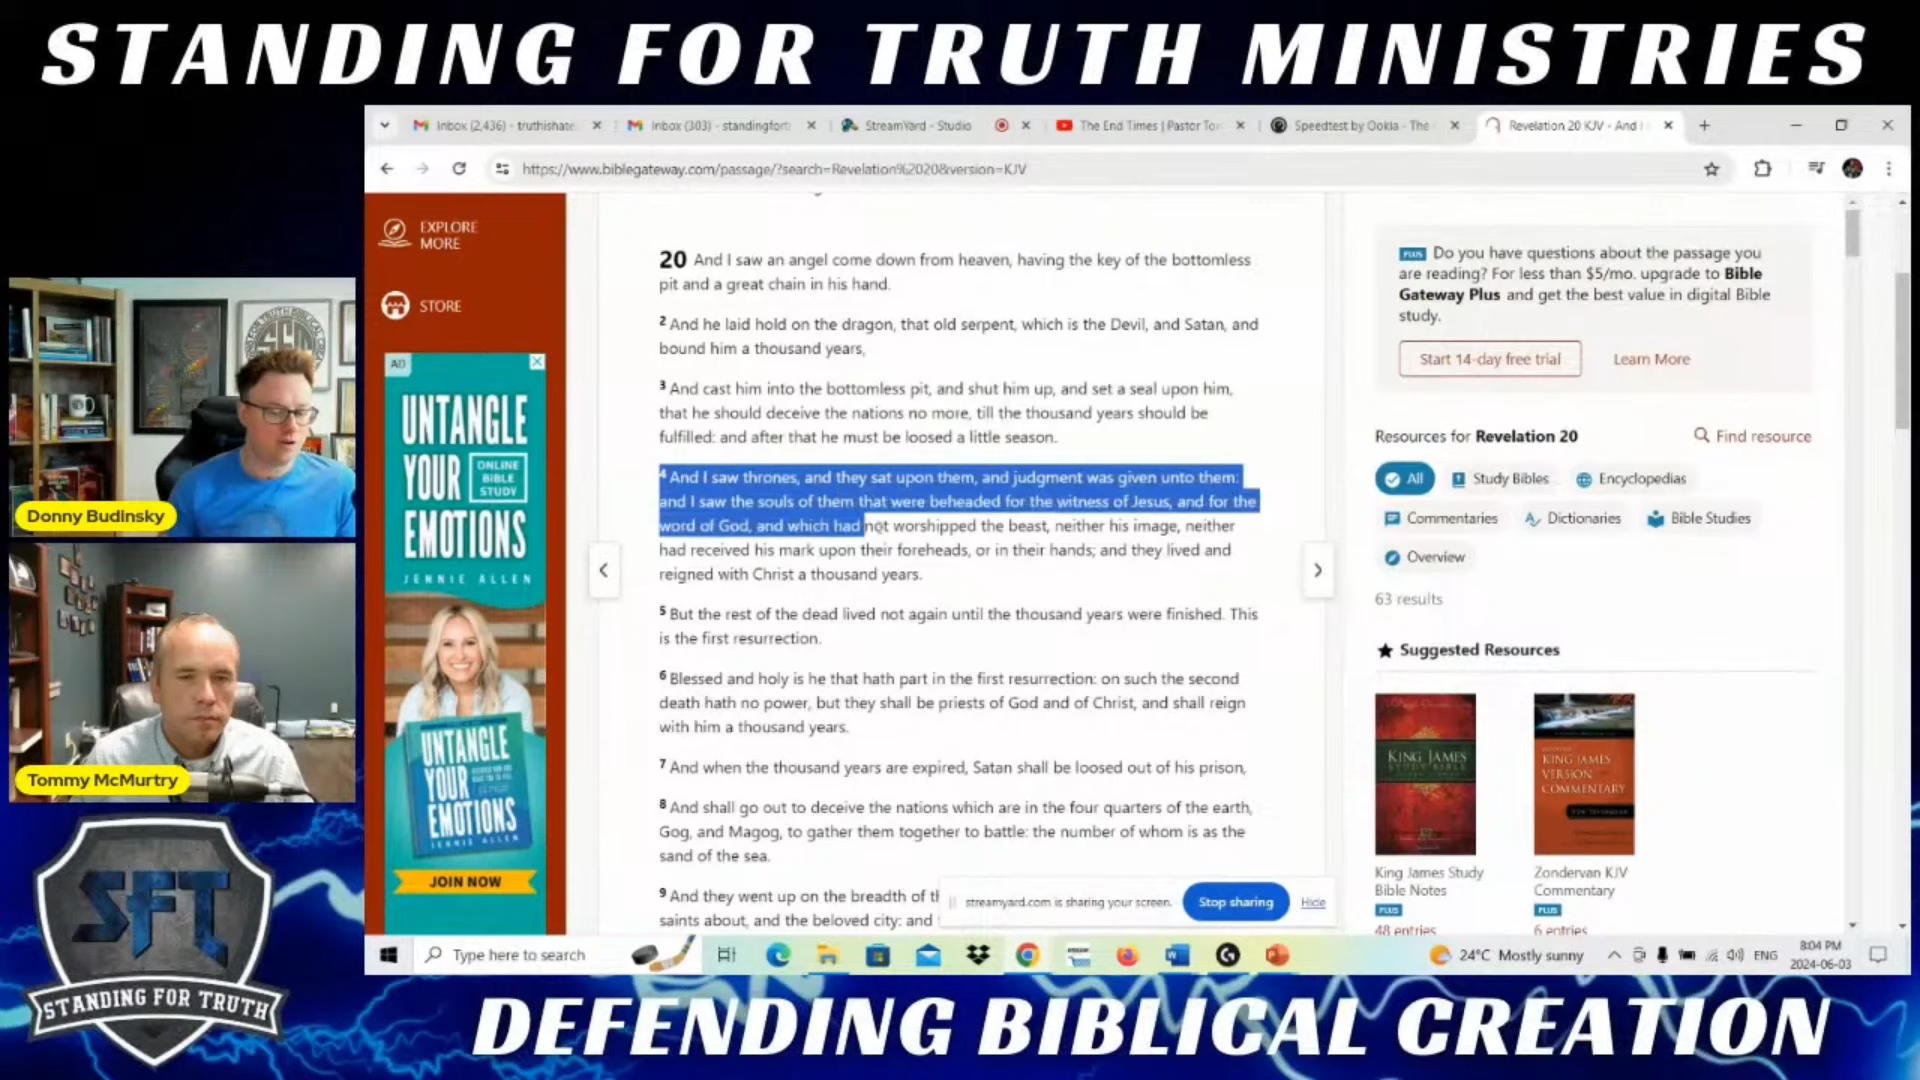 STANDING FOR TRUTH MINISTRIES
Inbox (2,436) - truthishate
Inbox (303) - standingfort
StreamYard - Studio
The End Times | Pastor Tom
Speedtest by Ookla - The
Revelation 20 KJV - And I
https://www.biblegateway.com/passage/?search=Revelation%2020&version=KJV
EXPLORE
MORE
STORE
AD
UNTANGLE
YOUR
ONLINE
BIBLE
STUDY
EMOTIONS
JENNIE ALLEN
UNTANGLE
YOUR
EMOTIONS
JENNIE ALLEN
JOIN NOW
20 And I saw an angel come down from heaven, having the key of the bottomless
pit and a great chain in his hand.
2 And he laid hold on the dragon, that old serpent, which is the Devil, and Satan, and
bound him a thousand years,
3 And cast him into the bottomless pit, and shut him up, and set a seal upon him,
that he should deceive the nations no more, till the thousand years should be
fulfilled: and after that he must be loosed a little season.
4 And I saw thrones, and they sat upon them, and judgment was given unto them:
and I saw the souls of them that were beheaded for the witness of Jesus, and for the
word of God, and which had not worshipped the beast, neither his image, neither
had received his mark upon their foreheads, or in their hands; and they lived and
reigned with Christ a thousand years.
5 But the rest of the dead lived not again until the thousand years were finished. This
is the first resurrection.
6 Blessed and holy is he that hath part in the first resurrection: on such the second
death hath no power, but they shall be priests of God and of Christ, and shall reign
with him a thousand years.
7 And when the thousand years are expired, Satan shall be loosed out of his prison,
8 And shall go out to deceive the nations which are in the four quarters of the earth,
Gog, and Magog, to gather them together to battle: the number of whom is as the
sand of the sea.
9 And they went up on the breadth of th
saints about, and the beloved city: and
streamyard.com is sharing your screen.
Stop sharing
Hide
PLUS Do you have questions about the passage you
are reading? For less than $5/mo. upgrade to Bible
Gateway Plus and get the best value in digital Bible
study.
Start 14-day free trial
Learn More
Resources for Revelation 20
Find resource
All
Study Bibles
Encyclopedias
Commentaries
Dictionaries
Bible Studies
Overview
63 results
Suggested Resources
KING JAMES
STUDY BIBLE
KING JAMES
VERSION
COMMENTARY
King James Study
Bible Notes
PLUS
48 entries
Zondervan KJV
Commentary
PLUS
6 entries
Type here to search
24°C Mostly sunny
ENG
8:04 PM
2024-06-03
Donny Budinsky
Tommy McMurtry
SFT
STANDING FOR TRUTH
DEFENDING BIBLICAL CREATION